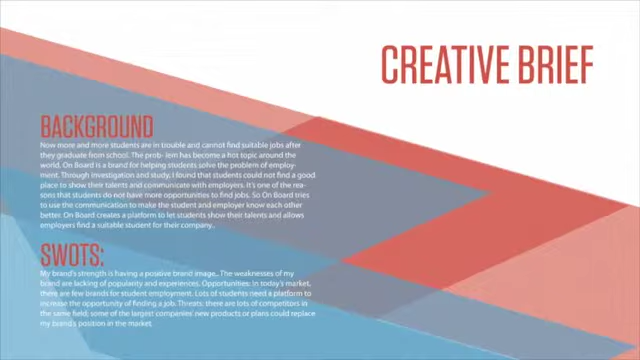 CREATIVE BRIEF
BACKGROUND
Now more and more students are in trouble and cannot find suitable jobs after
they graduate from school. The prob- lem has become a hot topic around the
world. On Board is a brand for helping students solve the problem of employ-
ment. Through investigation and study, I found that students could not find a good
place to show their talents and communicate with employers. It's one of the rea-
sons that students do not have more opportunities to find jobs. So On Board tries
to use the communication to make the student and employer know each other
better. On Board creates a platform to let students show their talents and allows
employers find a suitable student for their company..
SWOTS:
My brand's strength is having a positive brand image.. The weaknesses of my
brand are lacking of popularity and experiences. Opportunities: In today's market,
there are few brands for student employment. Lots of students need a platform to
increase the opportunity of finding a job. Threats: there are lots of competitors in
the same field; some of the largest companies' new products or plans could replace
my brand's position in the market.